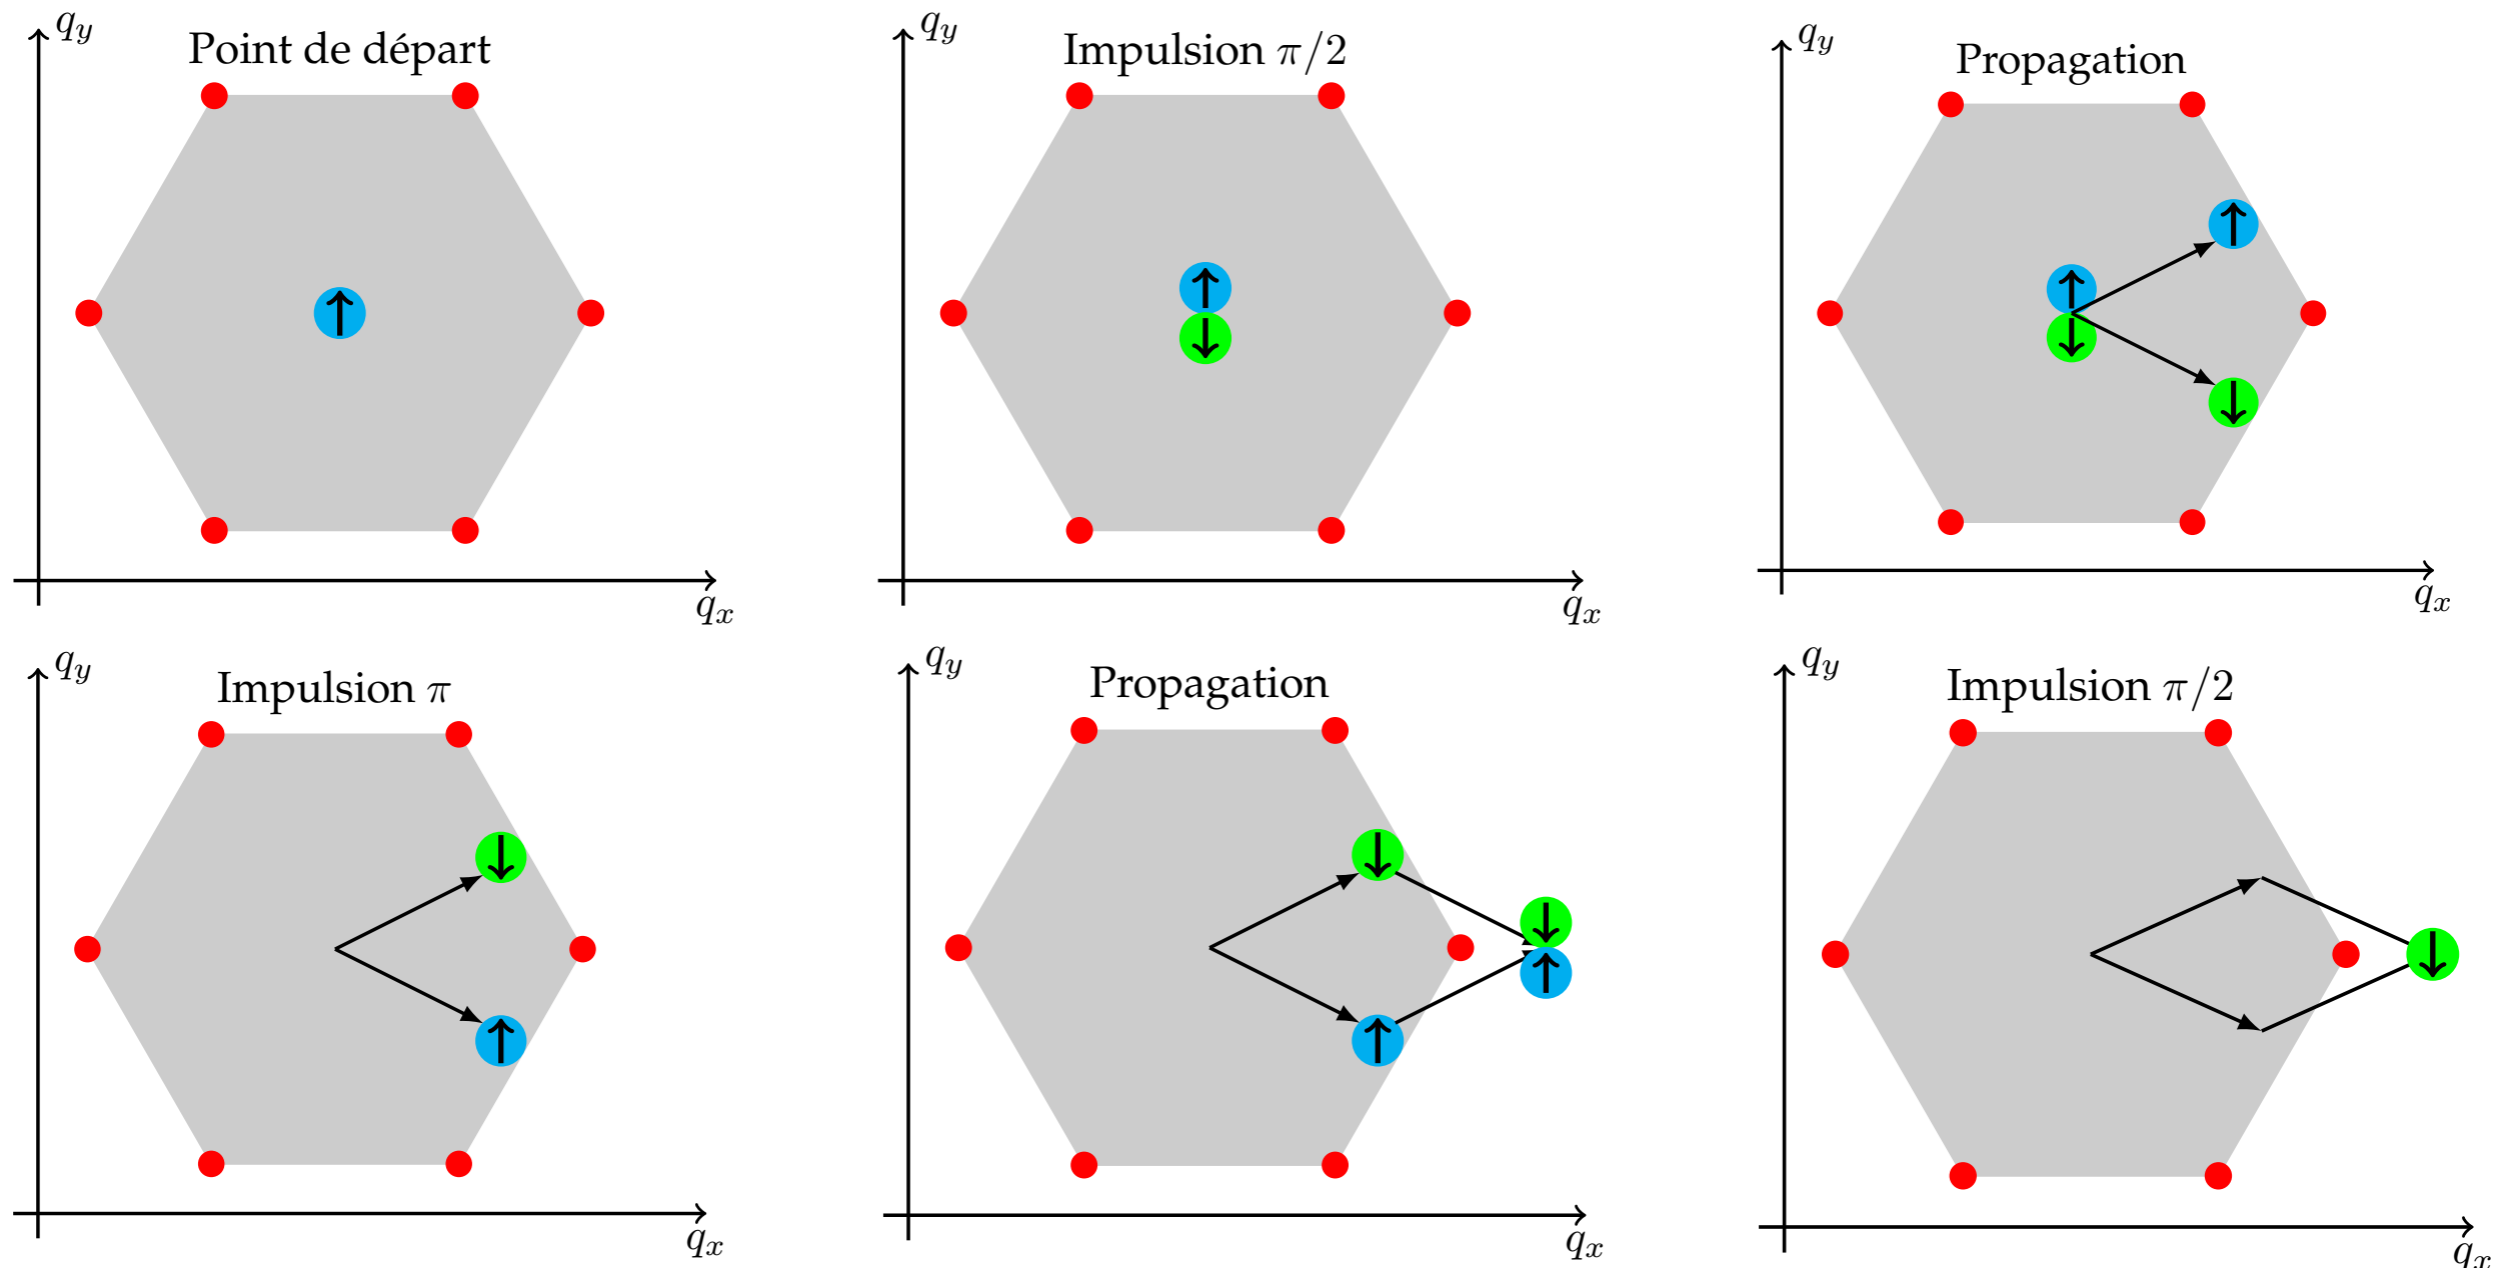 q_y
Point de départ
q_x
q_y
Impulsion π/2
q_x
q_y
Propagation
q_x
q_y
Impulsion π
q_x
q_y
Propagation
q_x
q_y
Impulsion π/2
q_x